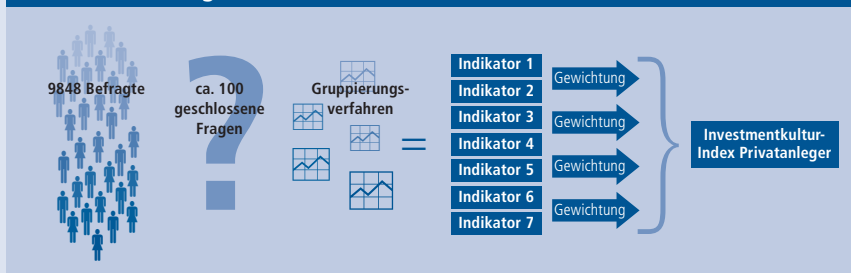 9848 Befragte
ca. 100
geschlossene
Fragen
?
Gruppierungs-
verfahren
=
Indikator 1
Indikator 2
Indikator 3
Indikator 4
Indikator 5
Indikator 6
Indikator 7
Gewichtung
Gewichtung
Gewichtung
Gewichtung
Investmentkultur-
Index Privatanleger